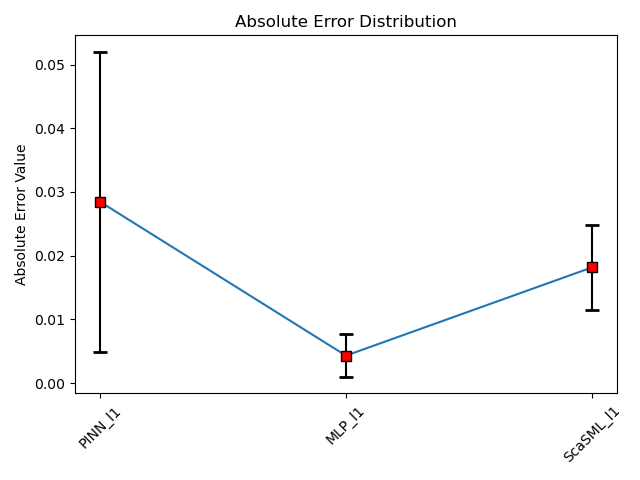 Absolute Error Distribution
Absolute Error Value
0.05
0.04
0.03
0.02
0.01
0.00
PINN_l1
MLP_l1
ScaSML_l1